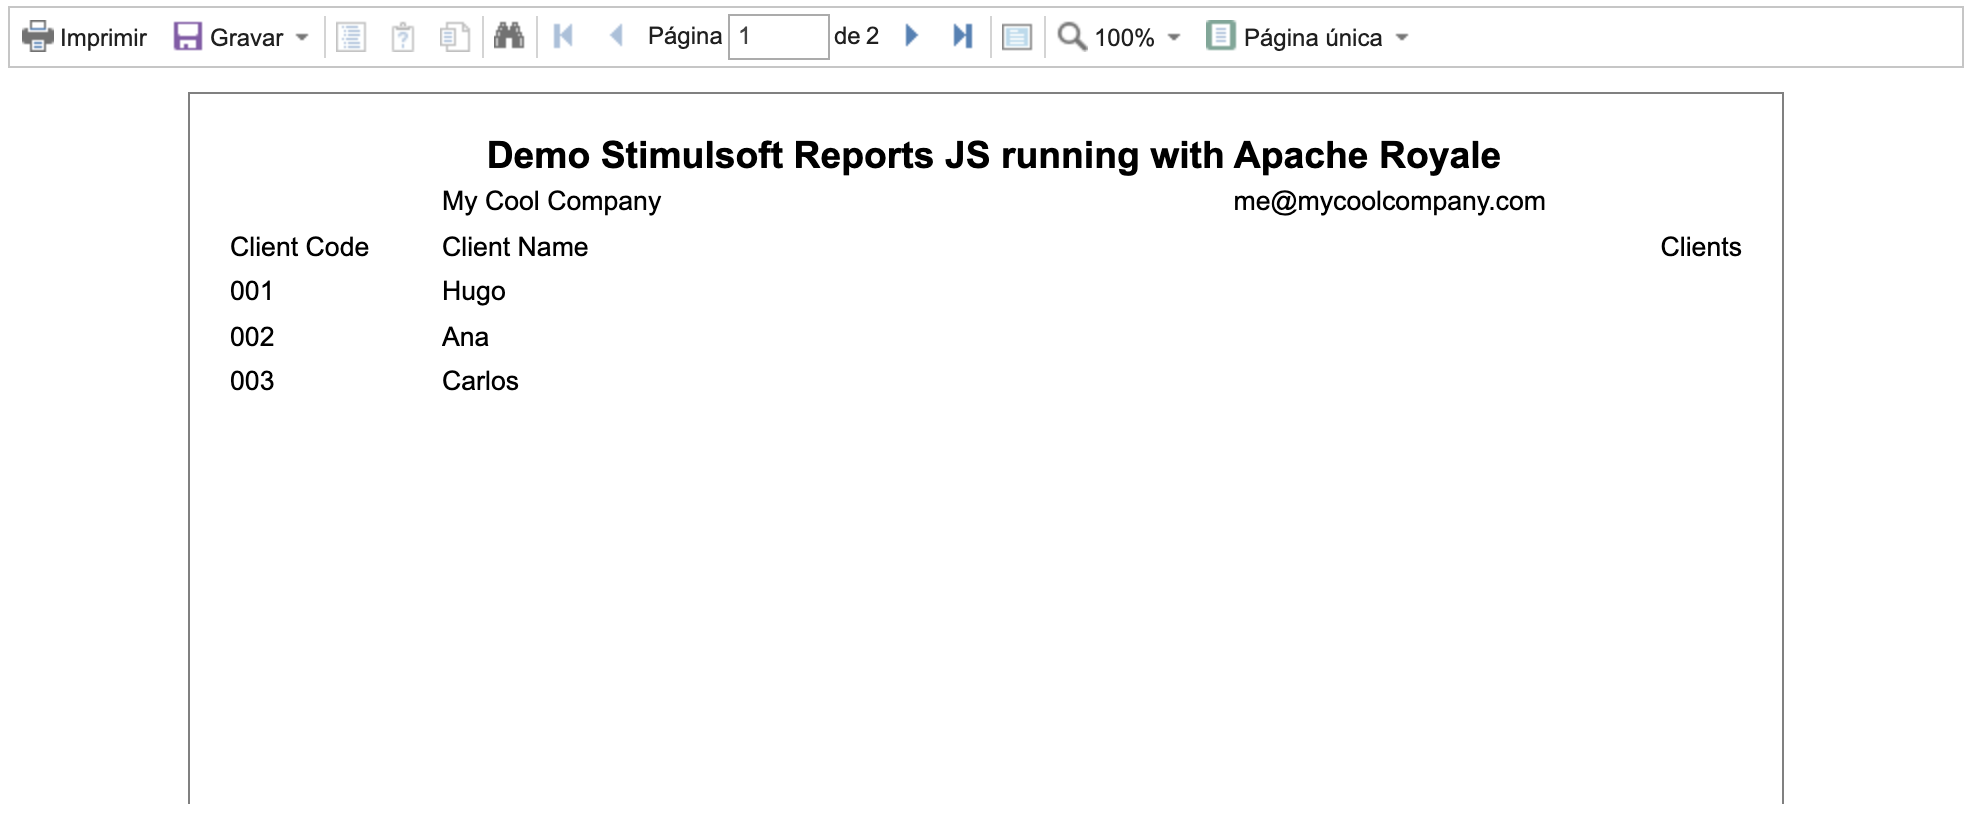 Imprimir Gravar Página 1 de 2 100% Página única
Demo Stimulsoft Reports JS running with Apache Royale
My Cool Company me@mycoolcompany.com
Client Code Client Name Clients
001 Hugo
002 Ana
003 Carlos